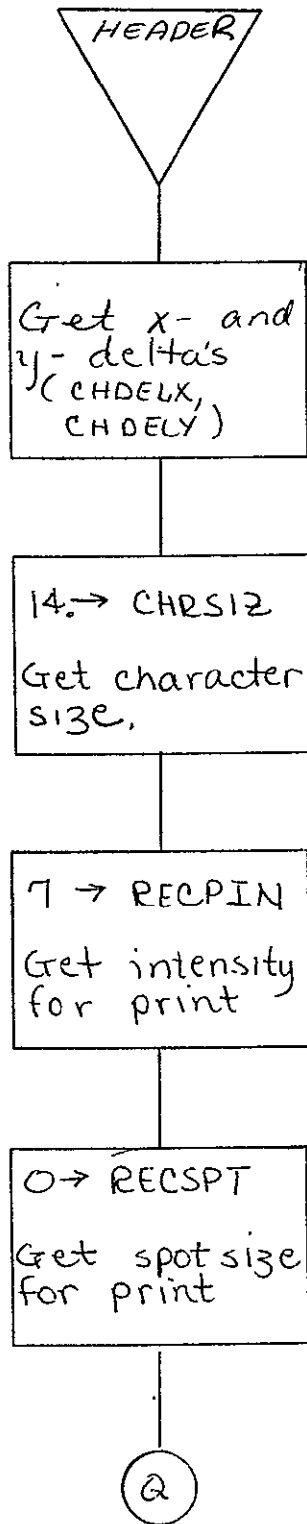 HEADER
Get x- and
y- delta's
( CHDELX,
CHDELY )
14.→ CHRSIZ
Get character
size.
7 → RECPIN
Get intensity
for print
0→ RECSPT
Get spot size
for print
Q